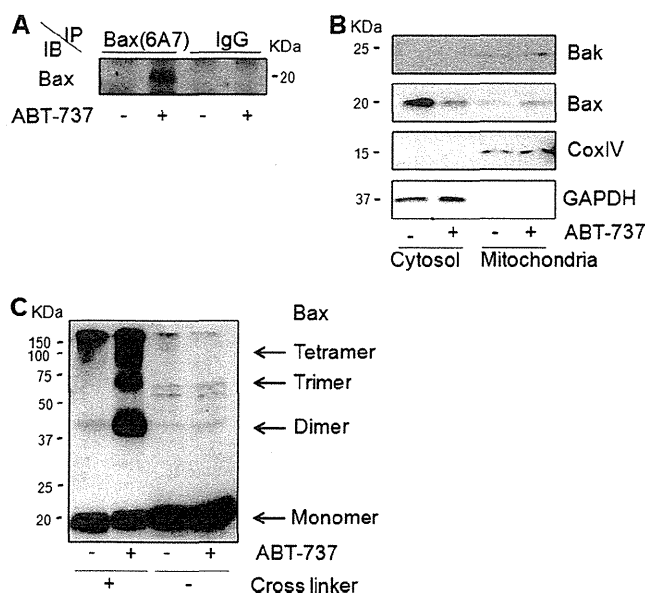 A
IP
IB
Bax(6A7) IgG
KDa
Bax
-20
ABT-737 - + - +
B
KDa
25 -
Bak
20 -
Bax
15 -
CoxIV
37 -
GAPDH
- + - + ABT-737
Cytosol Mitochondria
C
KDa
Bax
150 -
100 -
← Tetramer
75 -
← Trimer
50 -
← Dimer
37 -
25 -
20 -
← Monomer
- + - + ABT-737
+ - Cross linker